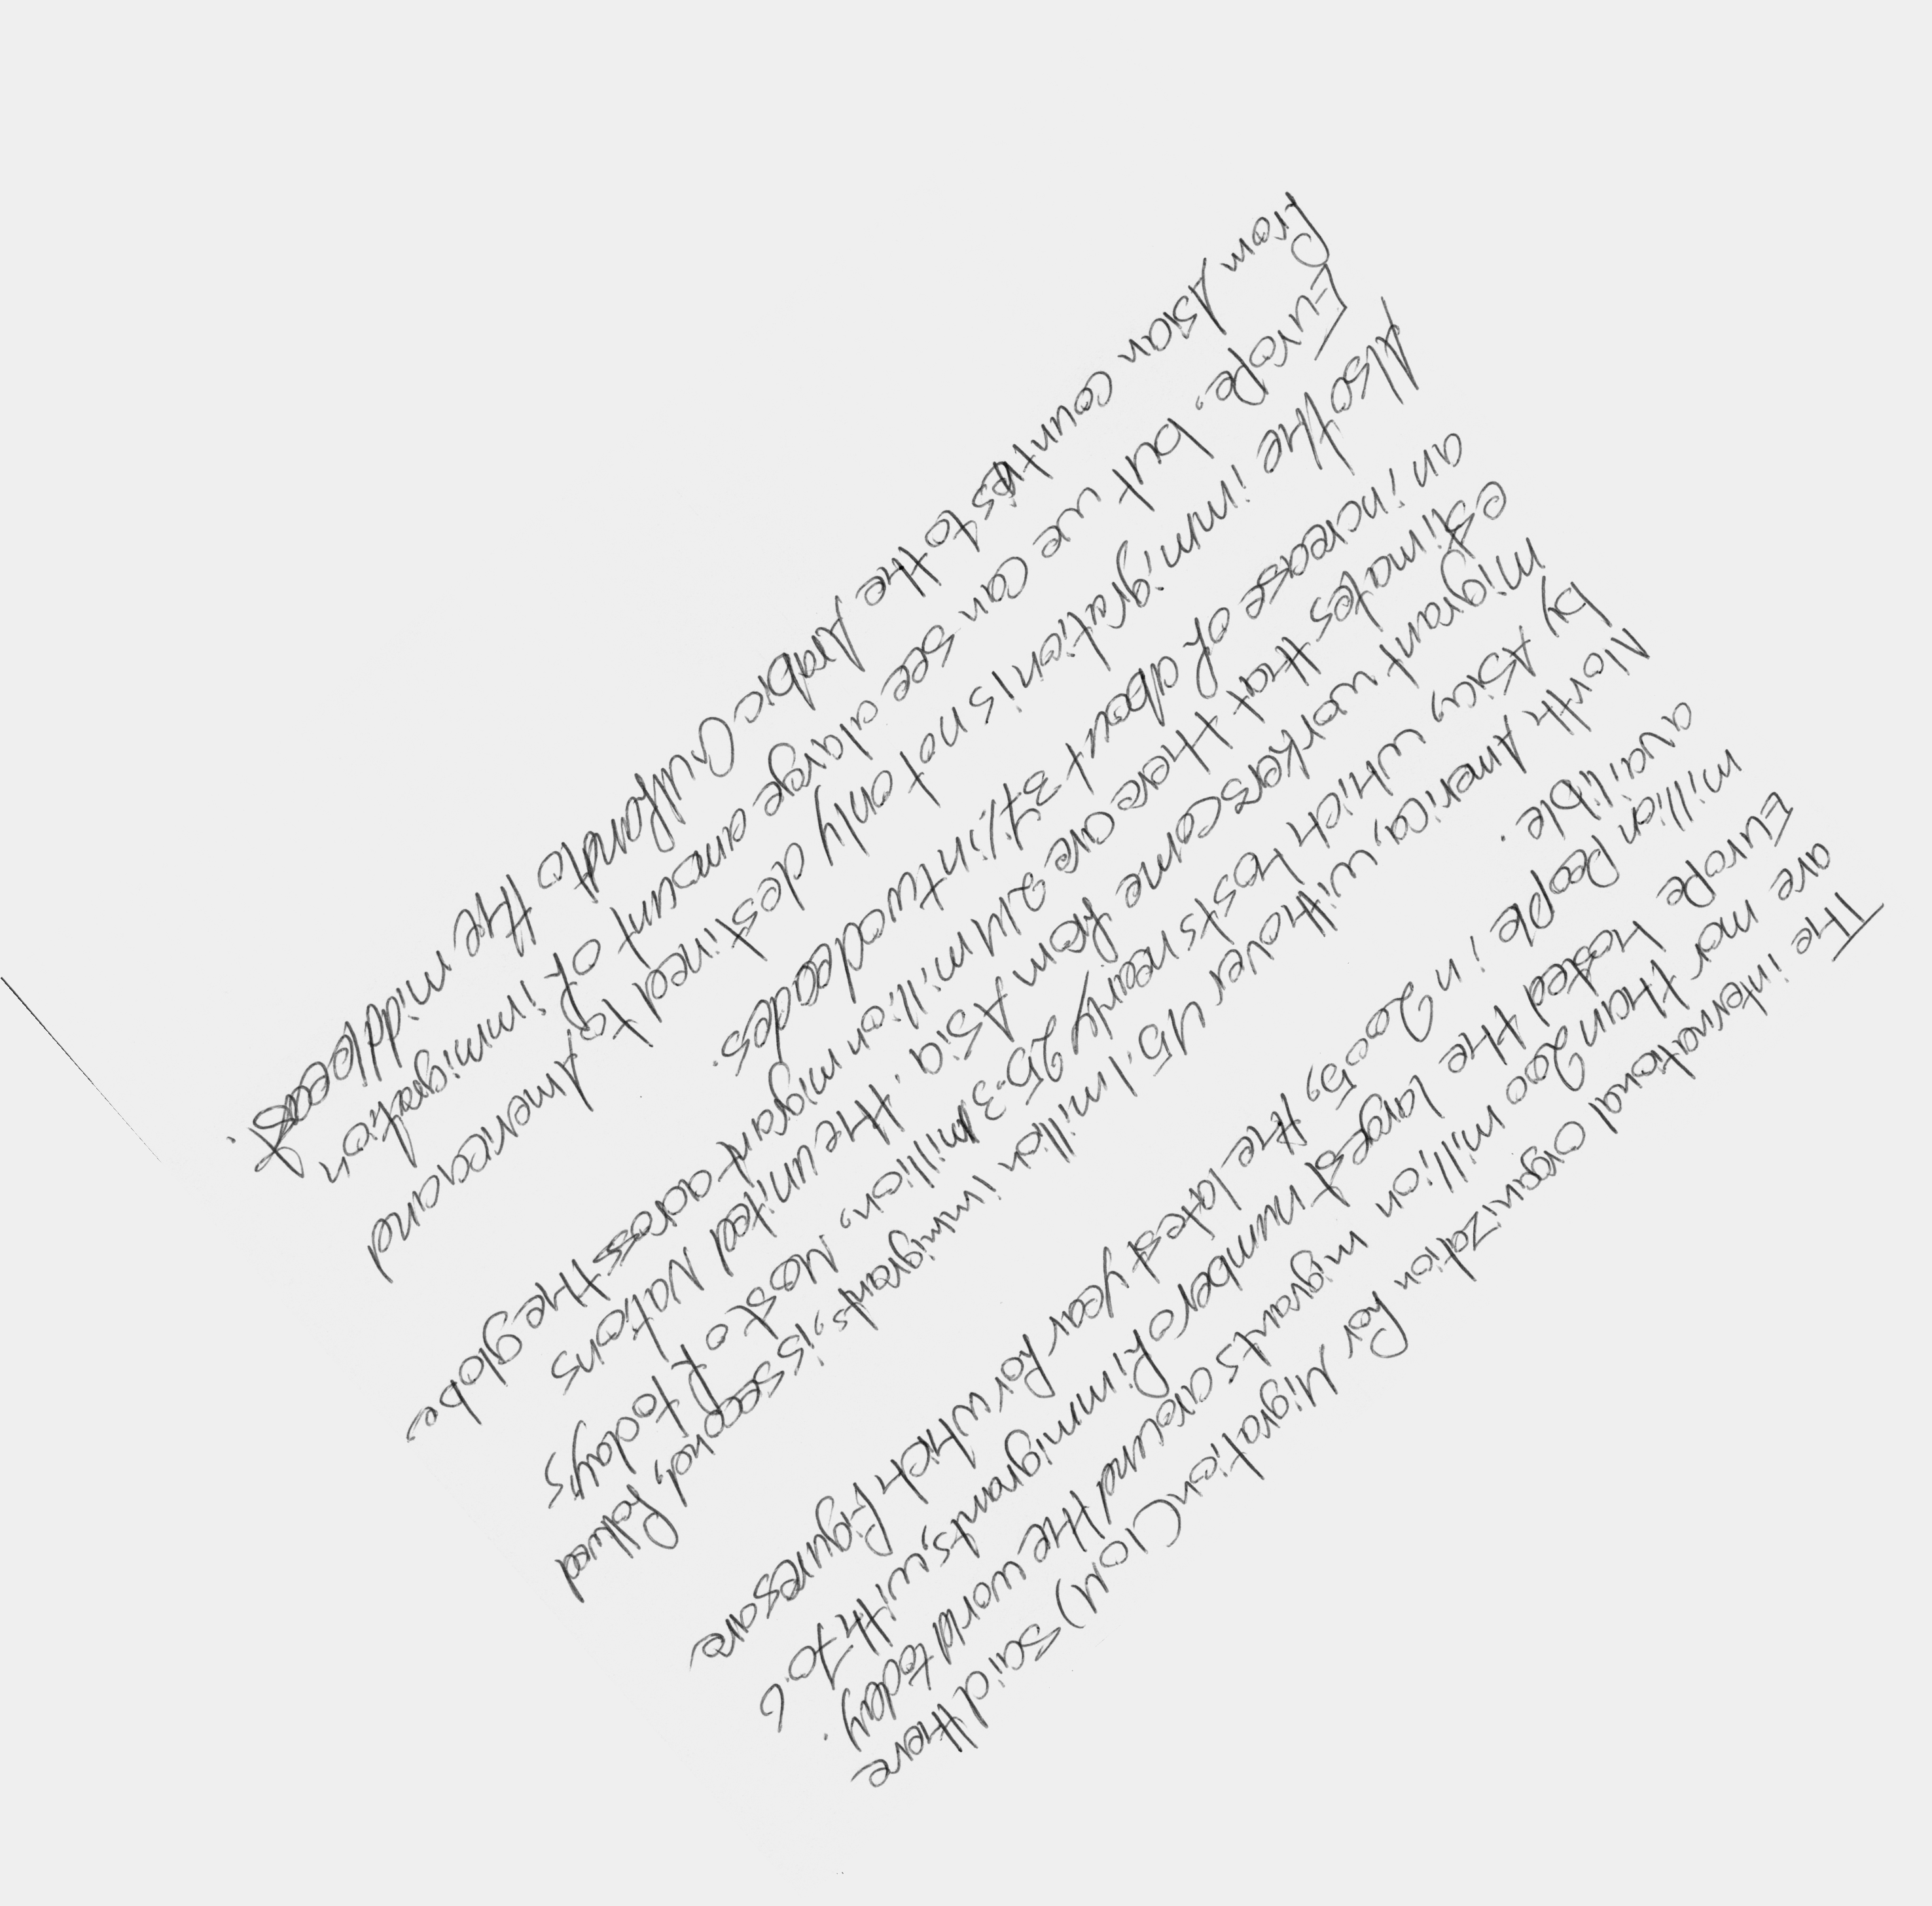 The international organization for Migration (IOM) said there
are mor than 200 million migrants around the world today.
Europe hosted the largest number of immigrants, with 70.6
million people in 2005, the latest year for which figures are
availible.
North America, with over 45.1 million immigrants, is second, follwed
by Asia, which hosts nearly 25.3 million. Most of today's
migrant workers come from Asia. the united Nations
estimates that there are 214 million migrant across the globe
an increase of about 37% in two decades.
Also the immigration is not only destined to America and
Europe. but we can see a large amount of immigration
from Asian countries to the Arabic Gulf and to the middle east.